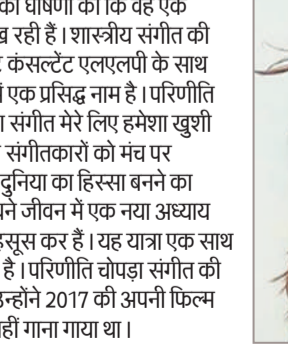 की घोषणा की कि वह एक
ख रही हैं। शास्त्रीय संगीत की
कंसल्टेंट एलएलपी के साथ
एक प्रसिद्ध नाम है। परिणीति
संगीत मेरे लिए हमेशा खुशी
संगीतकारों को मंच पर
दुनिया का हिस्सा बनने का
पने जीवन में एक नया अध्याय
हसूस कर हैं। यह यात्रा एक साथ
है। परिणीति चोपड़ा संगीत की
उन्होंने 2017 की अपनी फिल्म
हीं गाना गाया था।